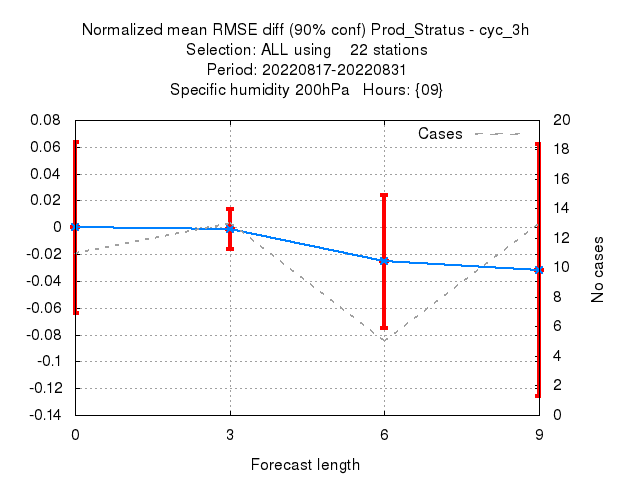 Normalized mean RMSE diff (90% conf) Prod_Stratus - cyc_3h
Selection: ALL using    22 stations
Period: 20220817-20220831
Specific humidity 200hPa   Hours: {09}
Cases
0.08
0.06
0.04
0.02
0
-0.02
-0.04
-0.06
-0.08
-0.1
-0.12
-0.14
20
18
16
14
12
10
8
6
4
2
0
No cases
0 3 6 9
Forecast length